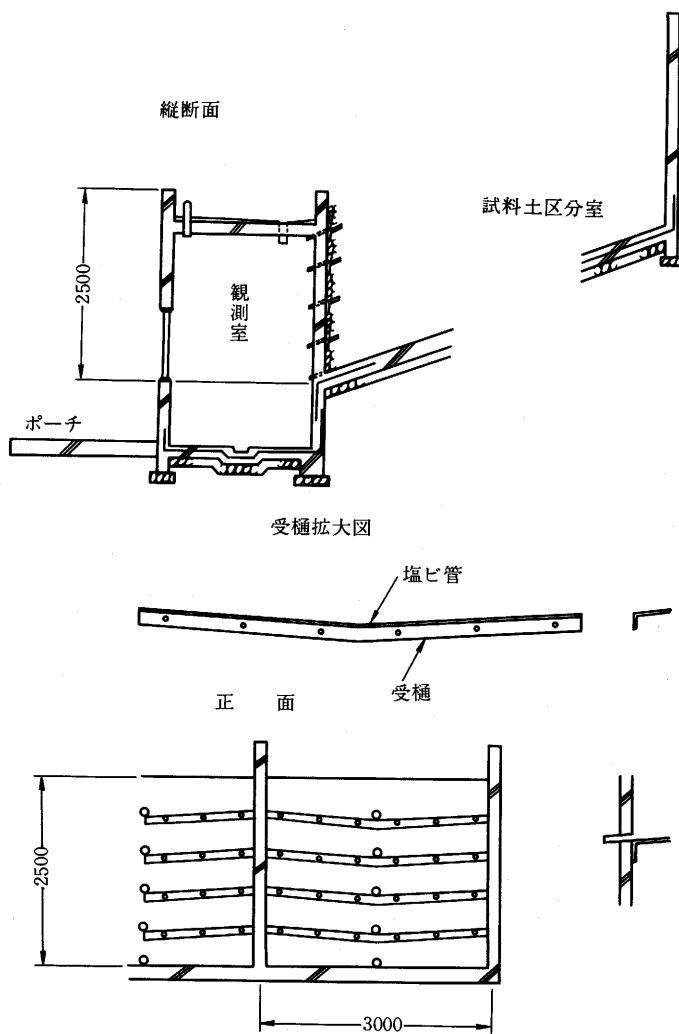 縦断面
試料土区分室
2500
観測室
ポーチ
受樋拡大図
塩ビ管
受樋
正 面
2500
3000